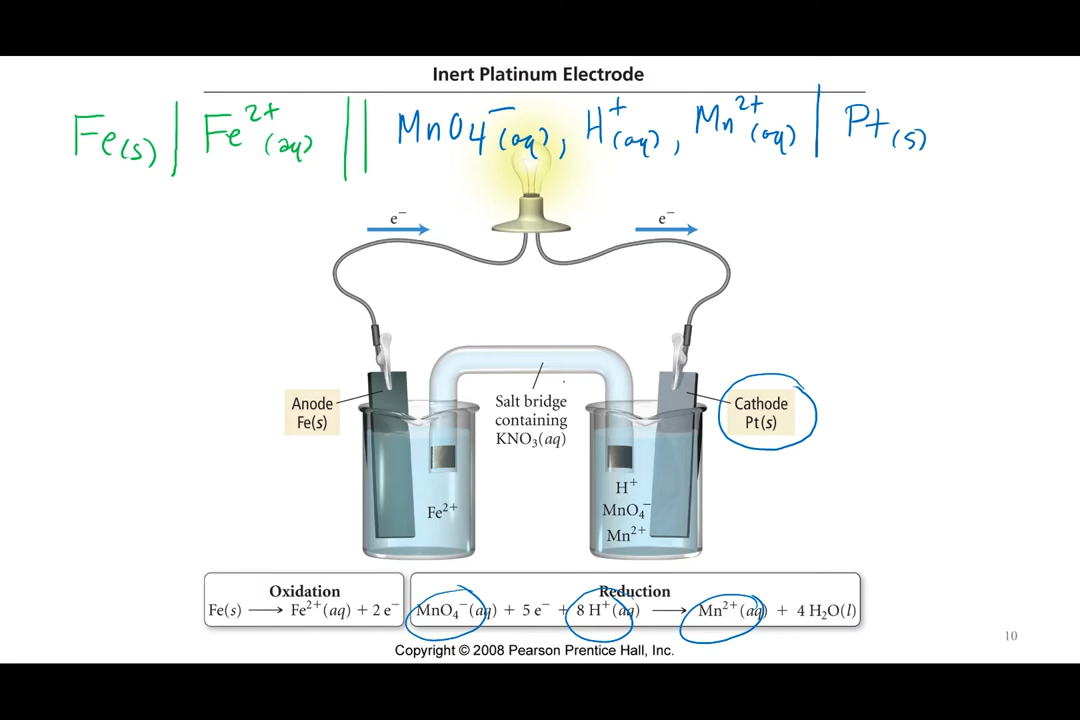 Inert Platinum Electrode
Fe(s) | Fe²⁺(aq) || MnO₄⁻(aq), H⁺(aq), Mn²⁺(aq) | Pt(s)
e⁻
e⁻
Anode
Fe(s)
Salt bridge
containing
KNO₃(aq)
Cathode
Pt(s)
Fe²⁺
H⁺
MnO₄⁻
Mn²⁺
Oxidation
Fe(s) ⟶ Fe²⁺(aq) + 2 e⁻
Reduction
MnO₄⁻(aq) + 5 e⁻ + 8 H⁺(aq) ⟶ Mn²⁺(aq) + 4 H₂O(l)
10
Copyright © 2008 Pearson Prentice Hall, Inc.